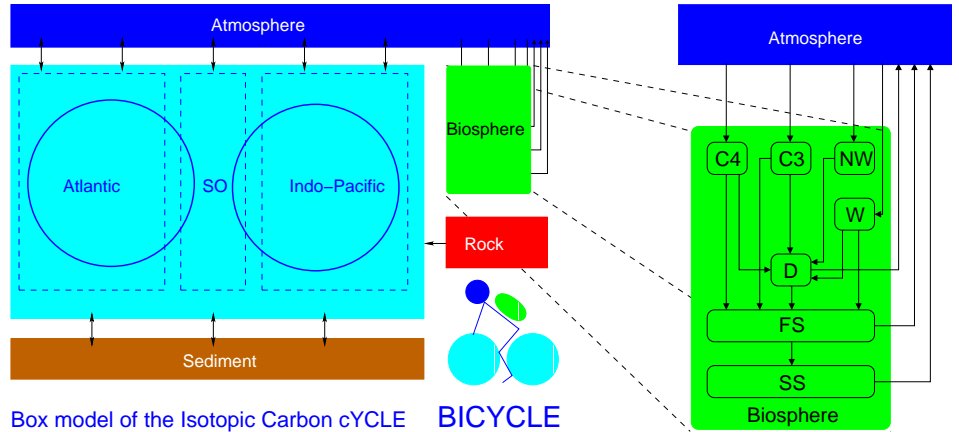 Atmosphere
Atlantic
SO
Indo–Pacific
Biosphere
Rock
Sediment
Box model of the Isotopic Carbon cYCLE
BICYCLE
Atmosphere
C4
C3
NW
W
D
FS
SS
Biosphere